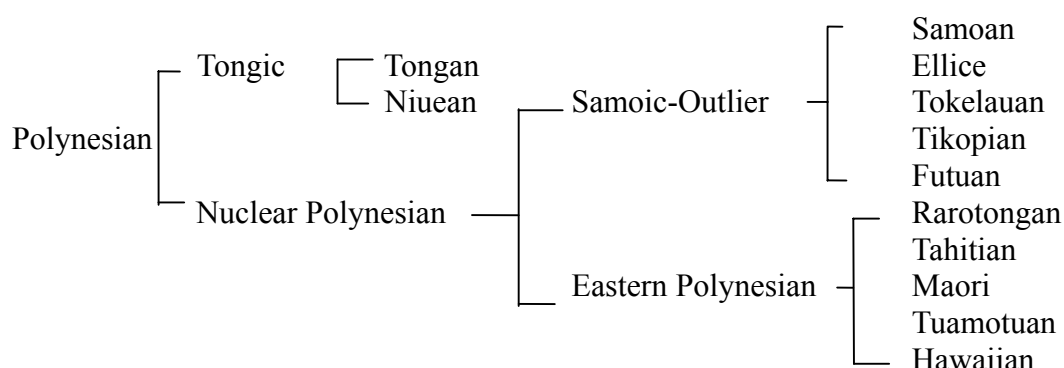 Samoan
Tongic Tongan Ellice
Niuean Samoic-Outlier Tokelauan
Polynesian Tikopian
Futuan
Nuclear Polynesian Rarotongan
Tahitian
Eastern Polynesian Maori
Tuamotuan
Hawaiian